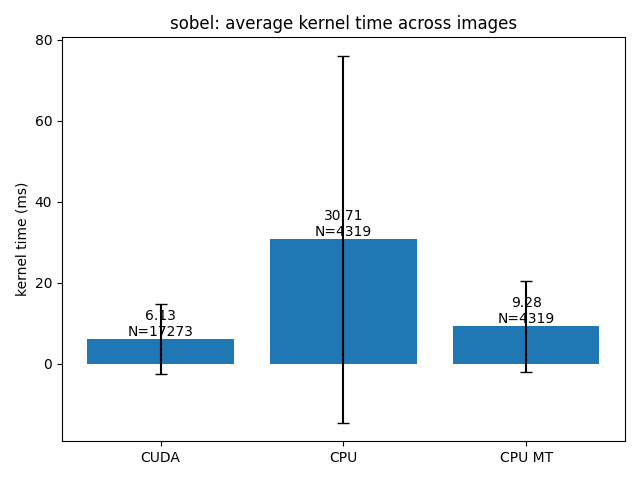 sobel: average kernel time across images
80
60
40
20
0
kernel time (ms)
6.13
N=17273
30.71
N=4319
9.28
N=4319
CUDA
CPU
CPU MT